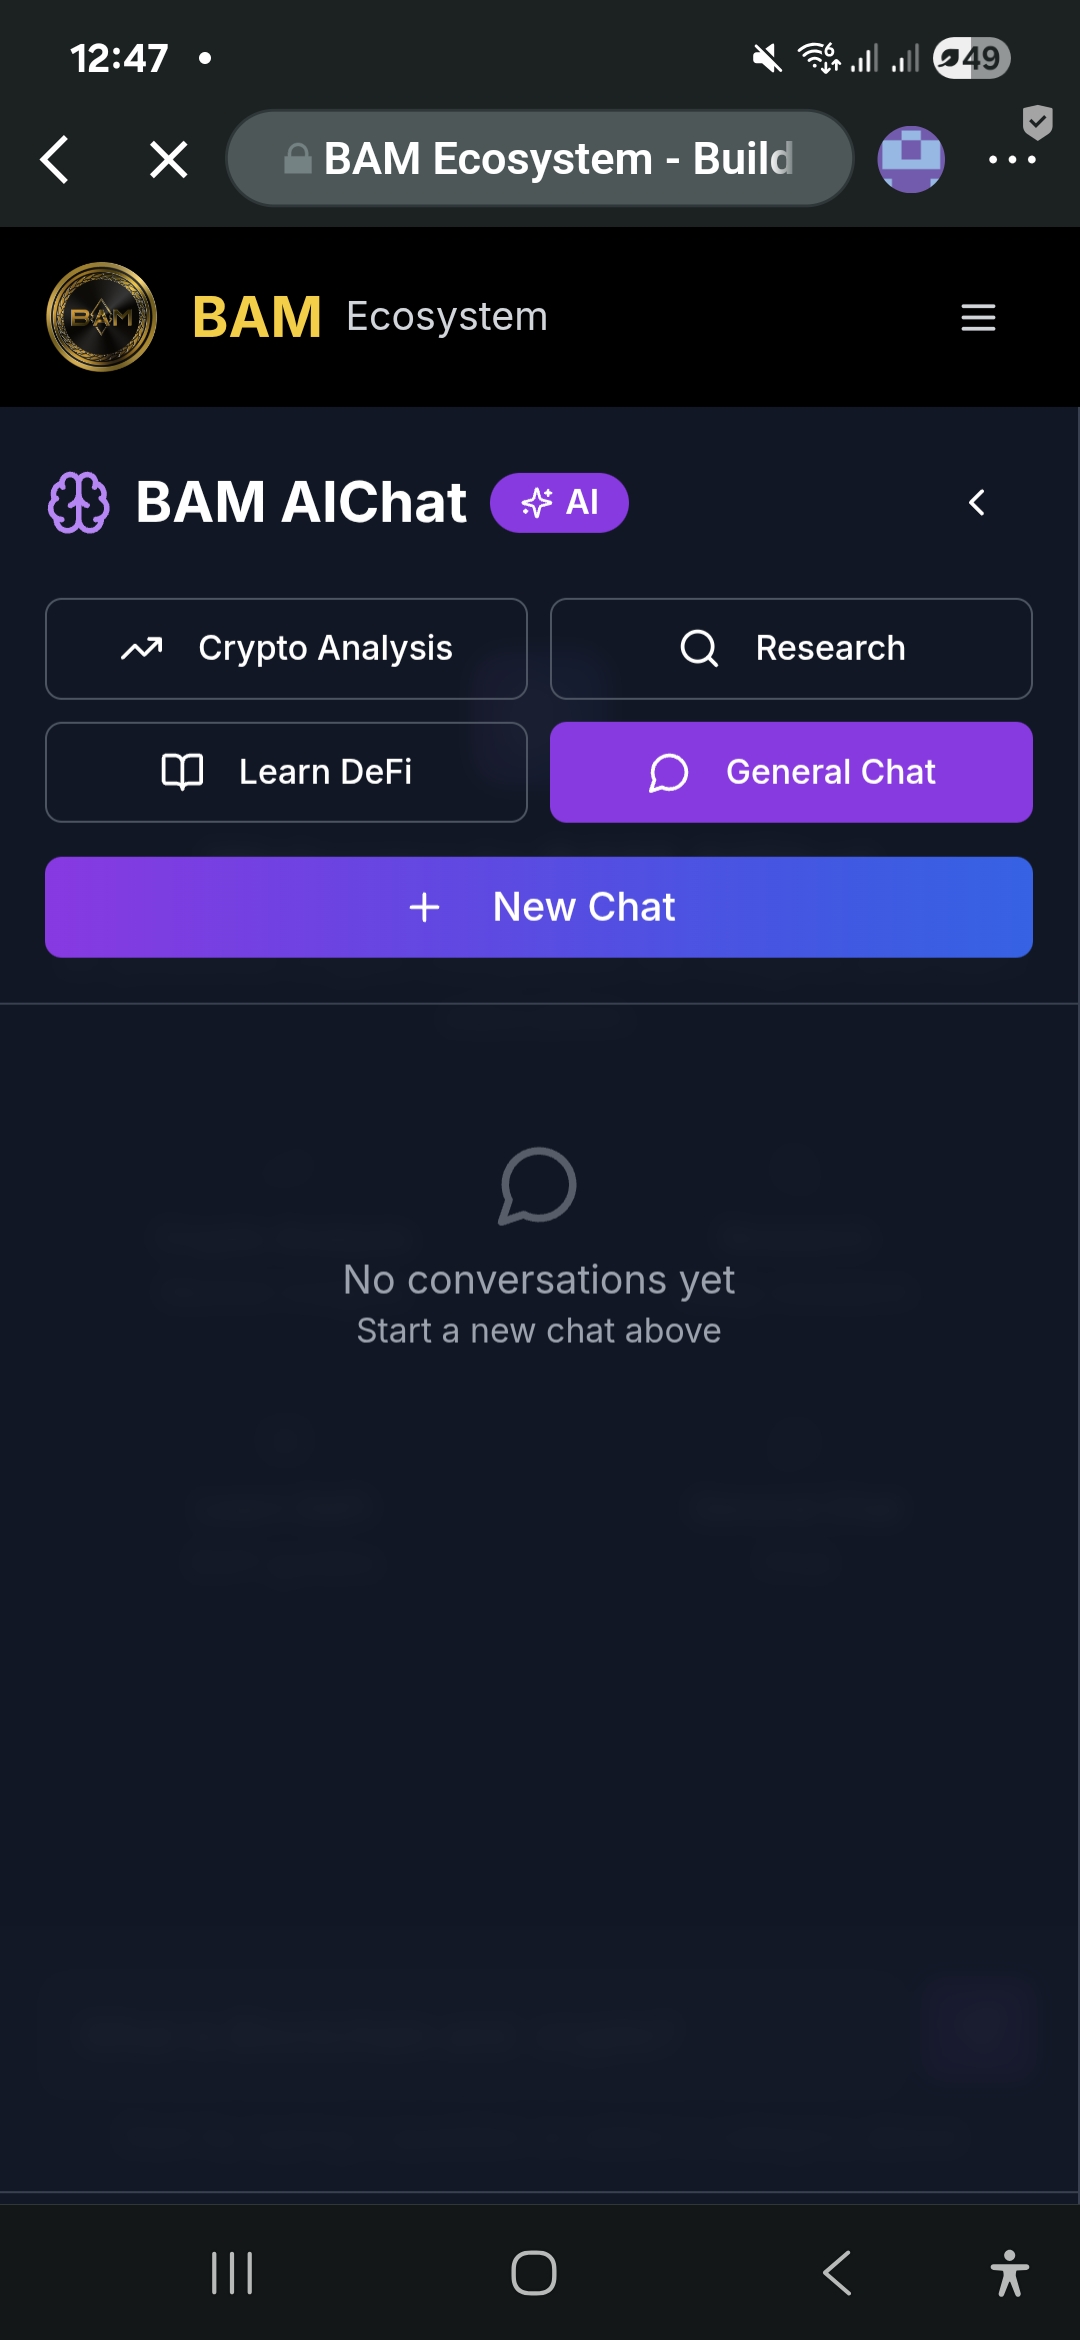 12:47
6
49
BAM Ecosystem - Build
BAM
BAM Ecosystem
BAM AIChat
AI
Crypto Analysis
Research
Learn DeFi
General Chat
New Chat
No conversations yet
Start a new chat above